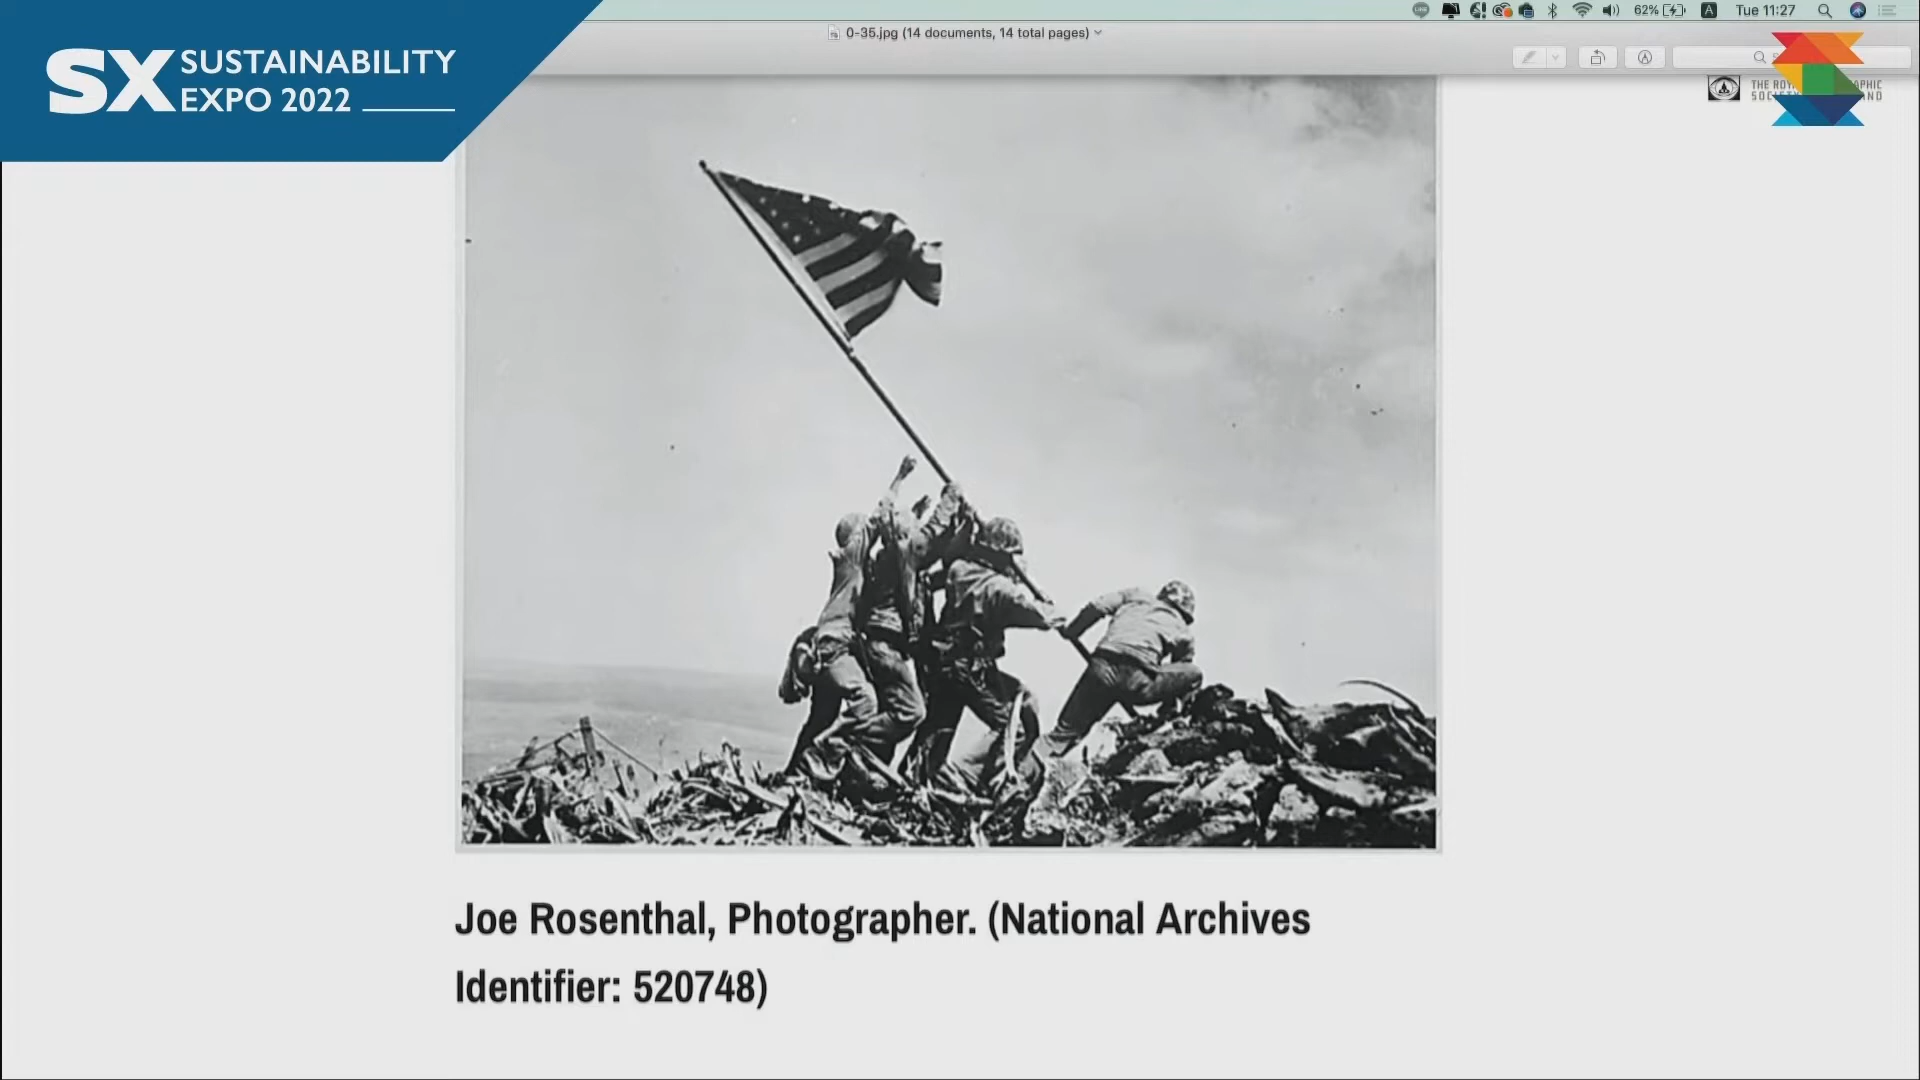 SX SUSTAINABILITY
EXPO 2022
62%
A
Tue 11:27
0-35.jpg (14 documents, 14 total pages)
Joe Rosenthal, Photographer. (National Archives
Identifier: 520748)